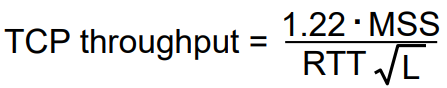 TCP throughput = 1.22 · MSS / RTT √L